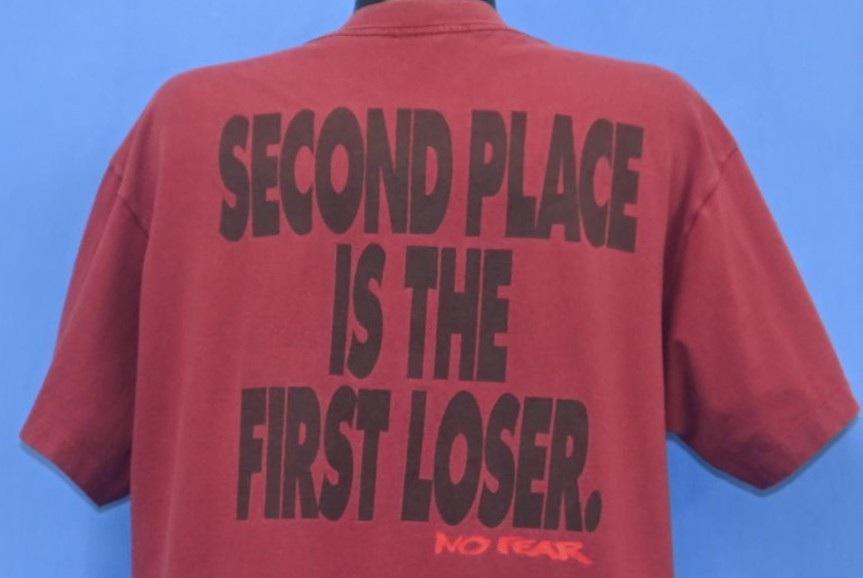 SECOND PLACE
IS THE
FIRST LOSER.
NO FEAR